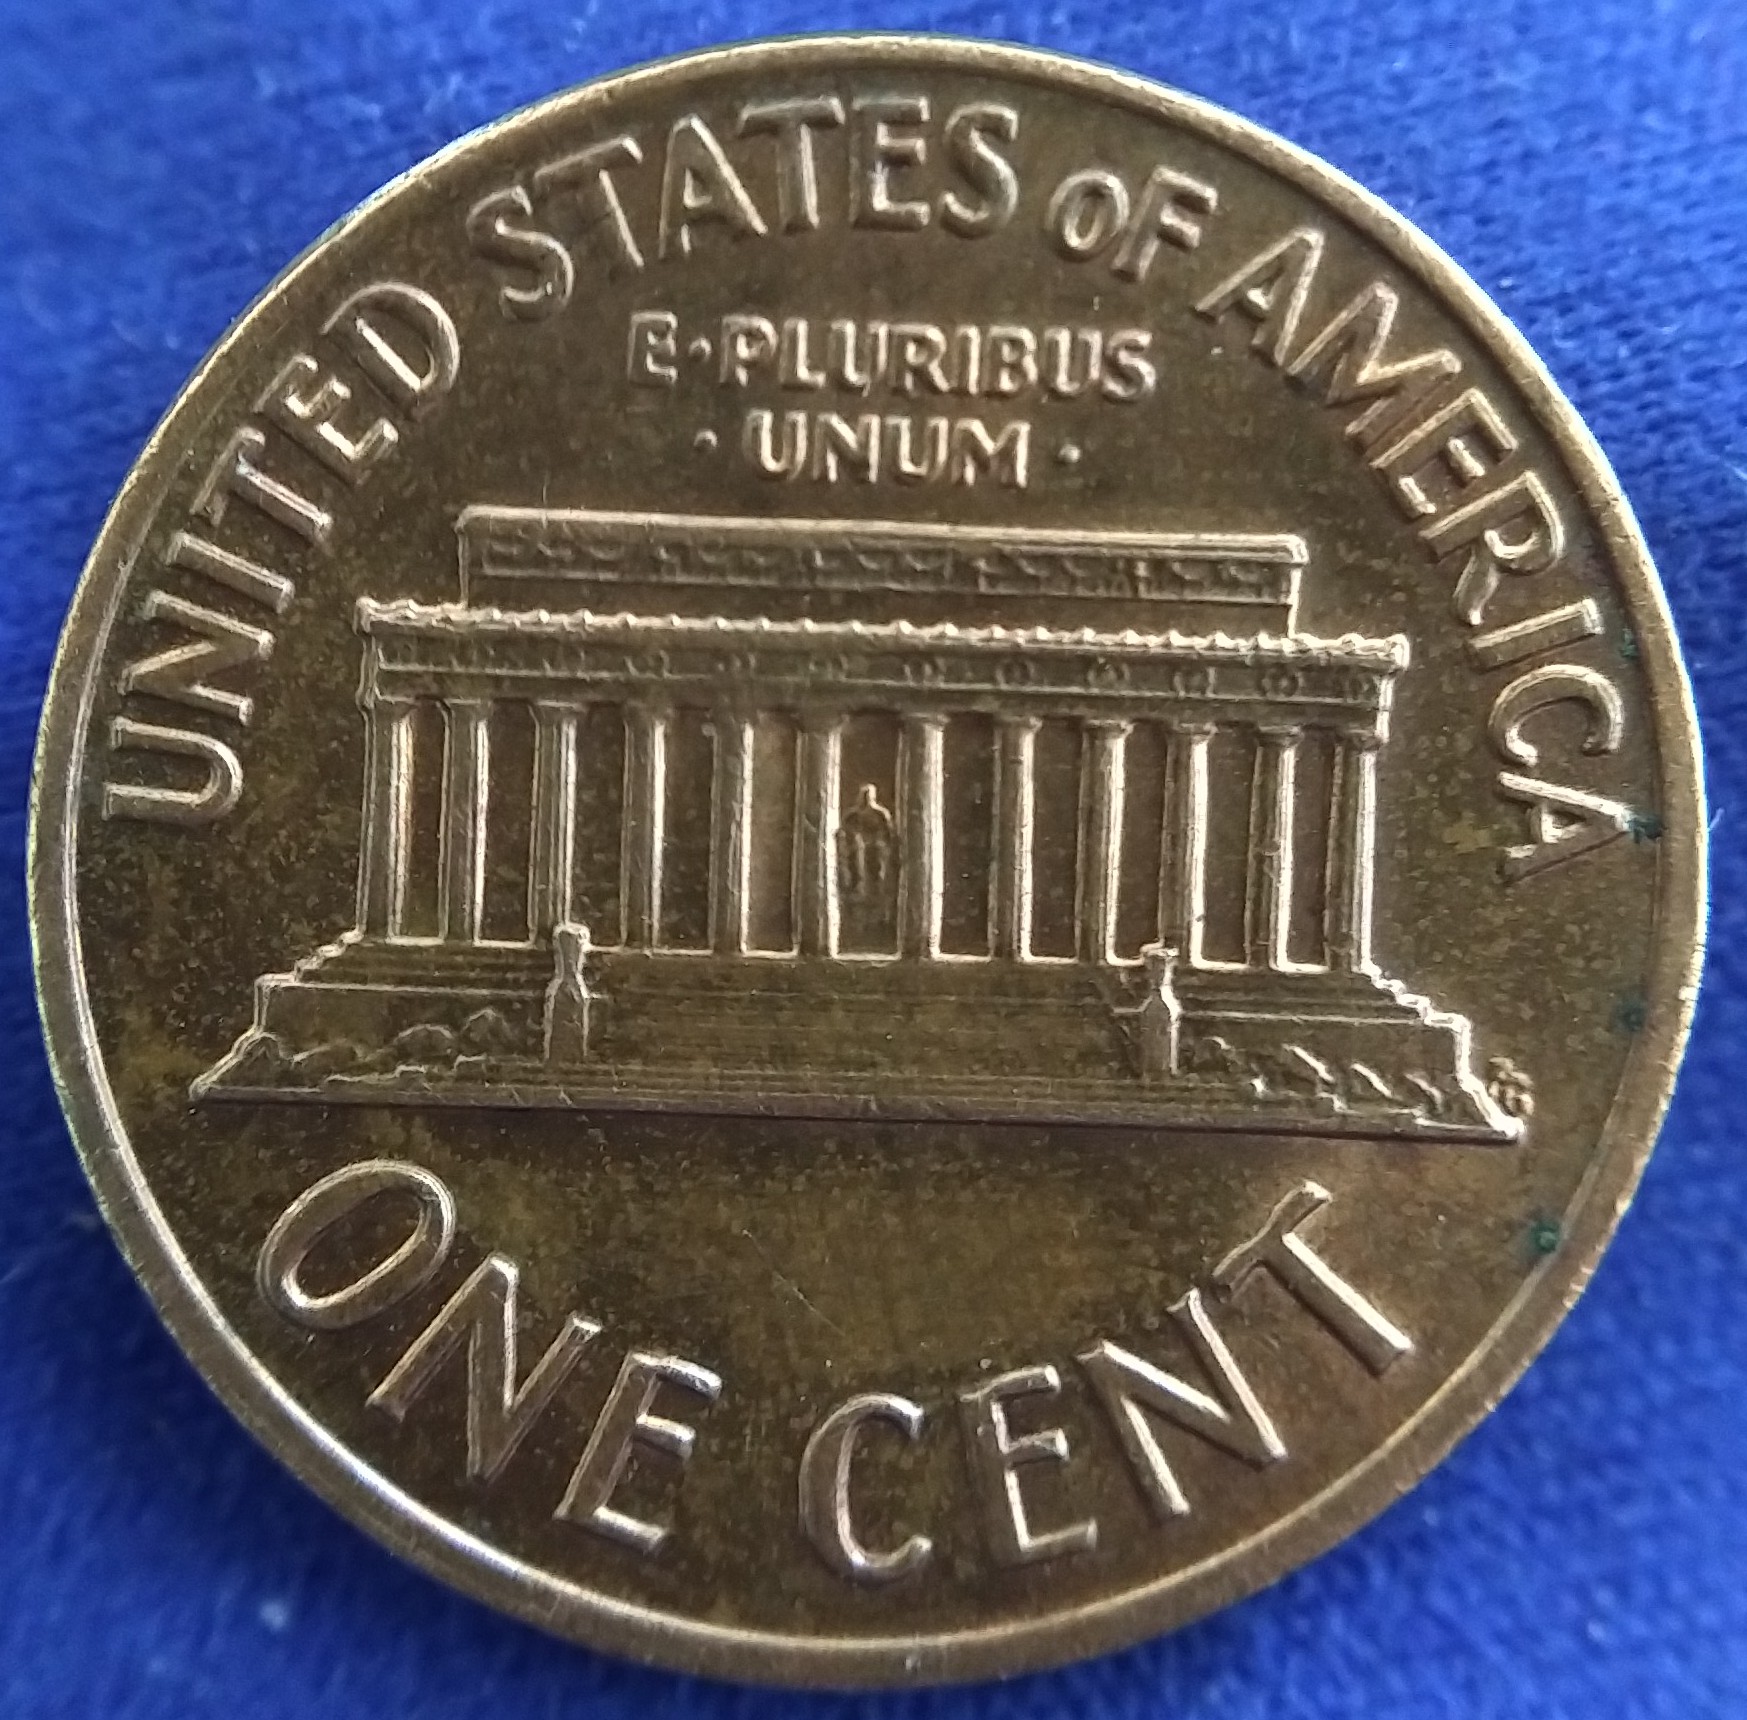 UNITED STATES OF AMERICA
E·PLURIBUS
·UNUM·
ONE CENT